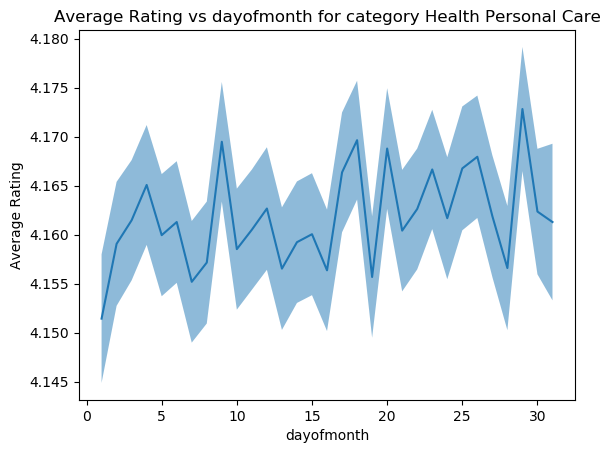 Average Rating vs dayofmonth for category Health Personal Care
4.180
4.175
4.170
4.165
4.160
4.155
4.150
4.145
Average Rating
0 5 10 15 20 25 30
dayofmonth